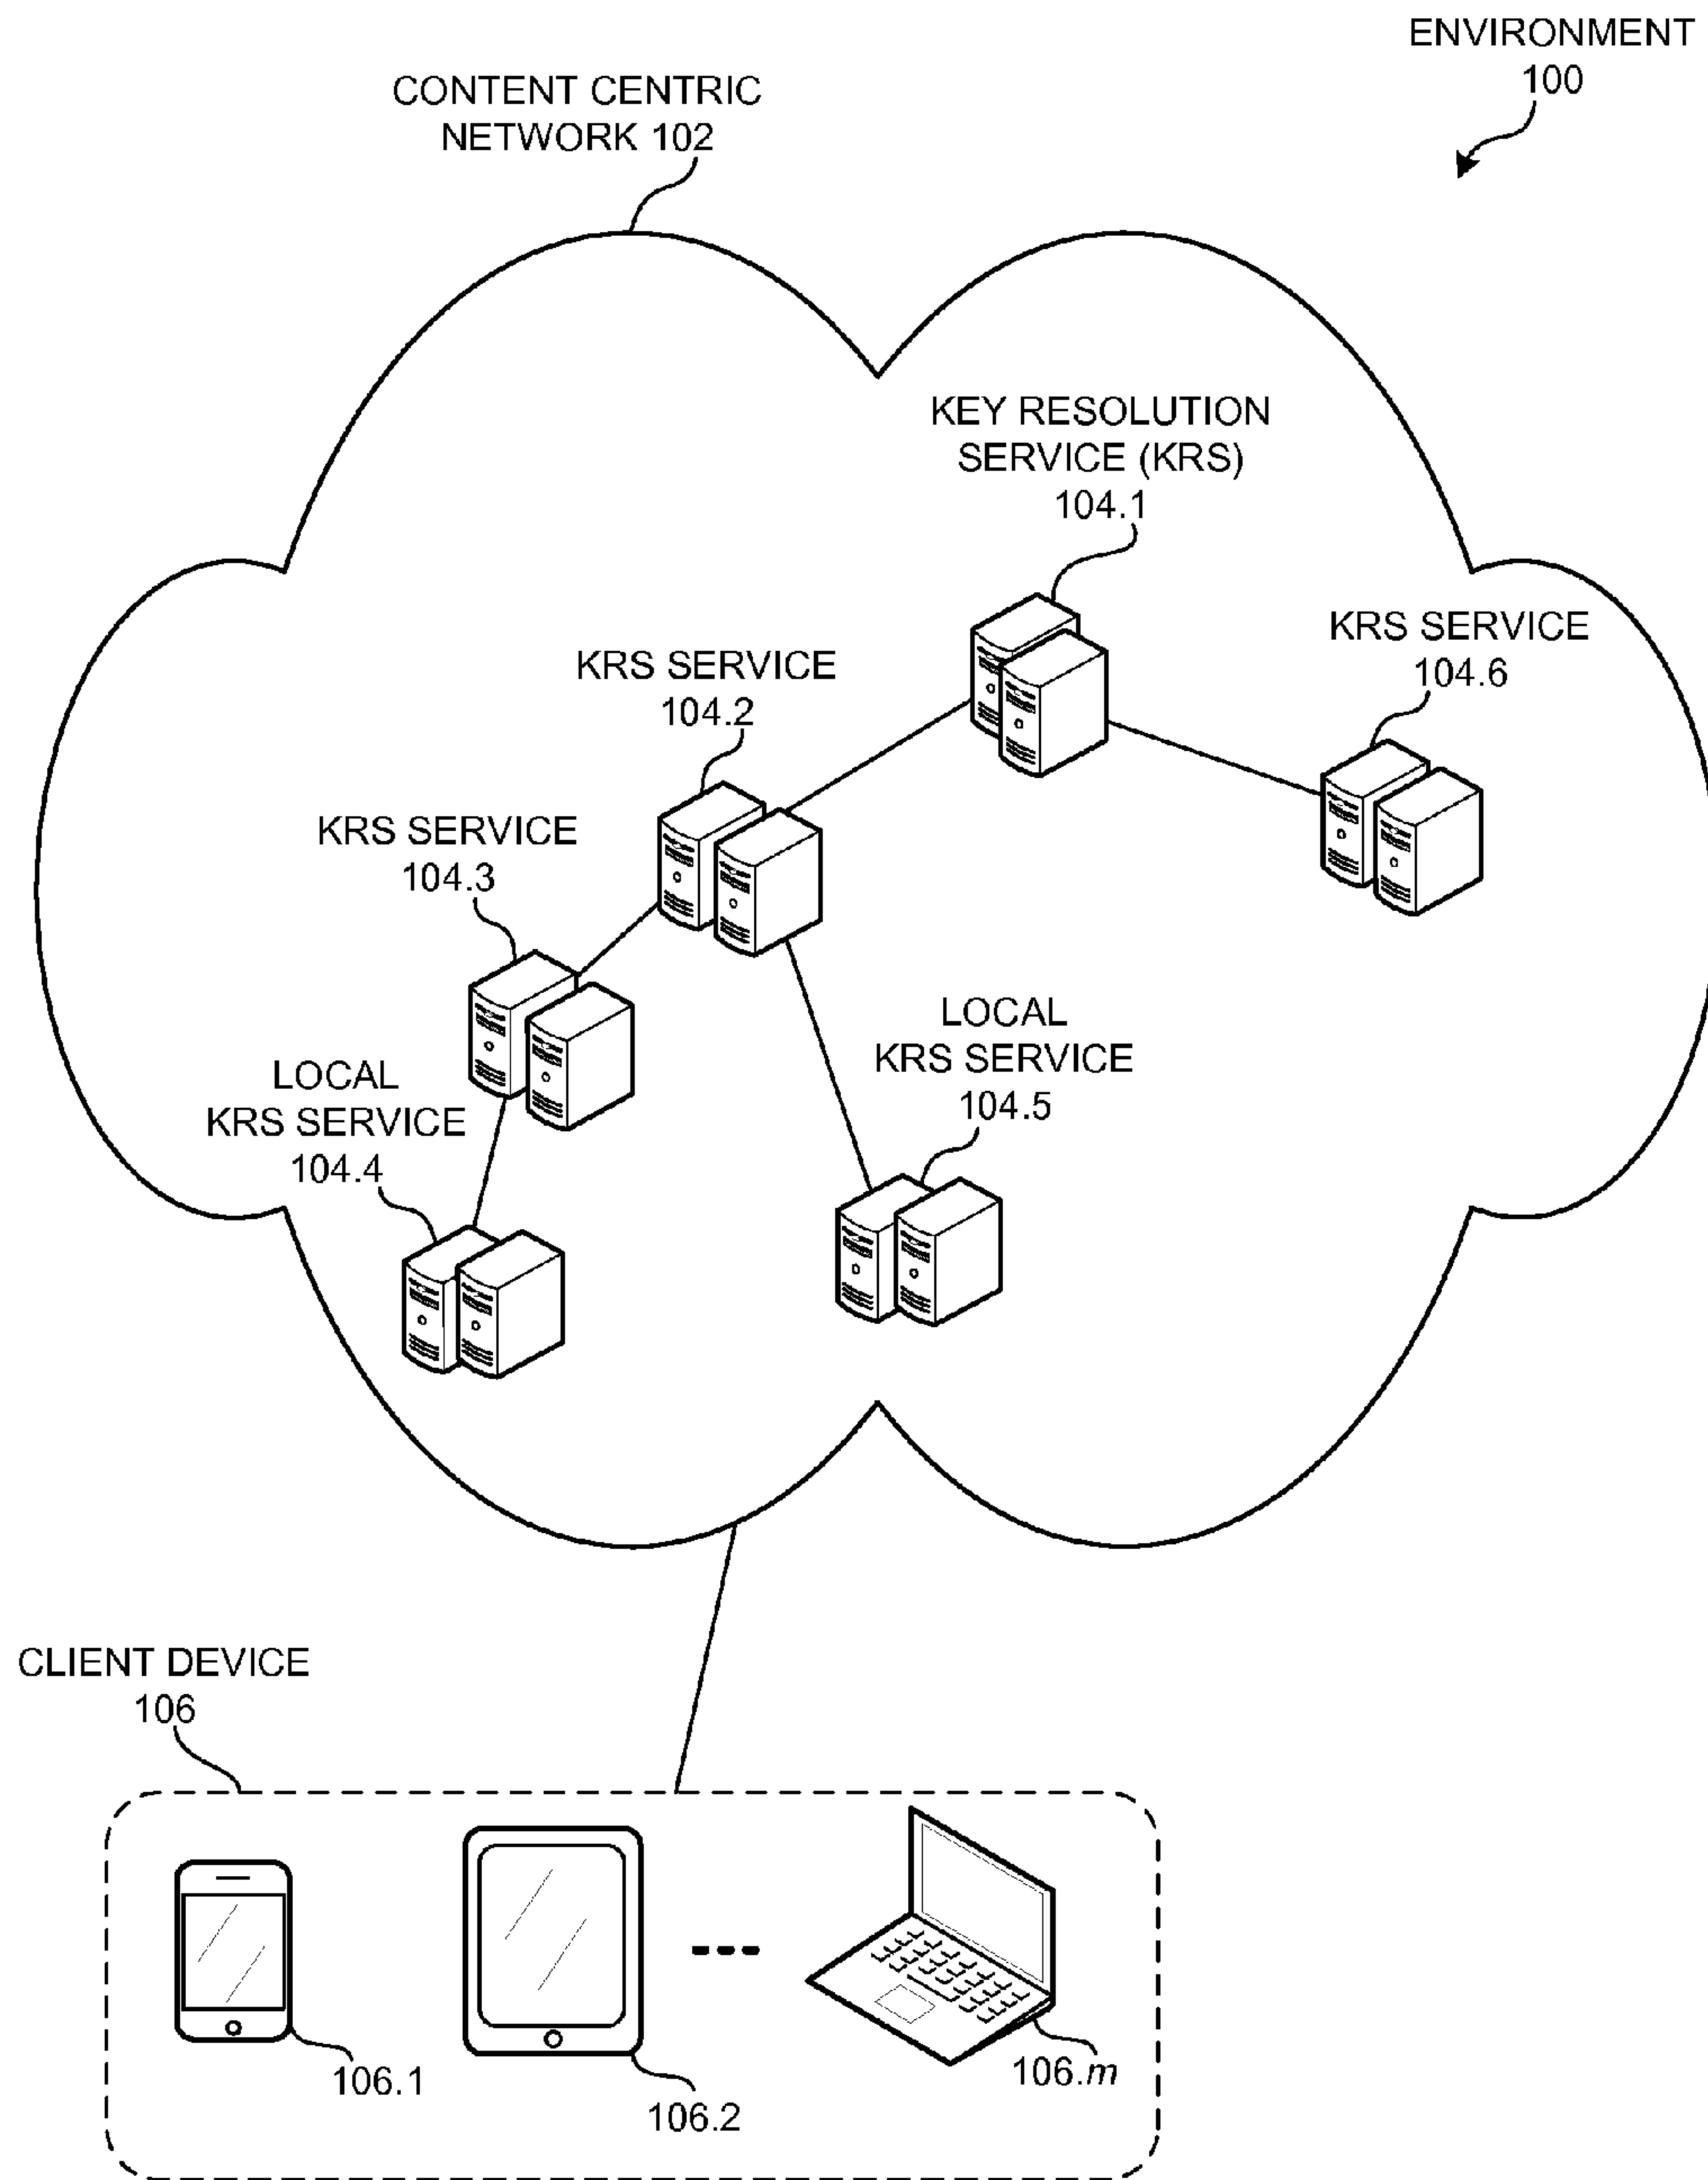 ENVIRONMENT
100
CONTENT CENTRIC
NETWORK 102
KEY RESOLUTION
SERVICE (KRS)
104.1
KRS SERVICE
104.6
KRS SERVICE
104.2
KRS SERVICE
104.3
LOCAL
KRS SERVICE
104.5
LOCAL
KRS SERVICE
104.4
CLIENT DEVICE
106
106.1
106.2
106.m